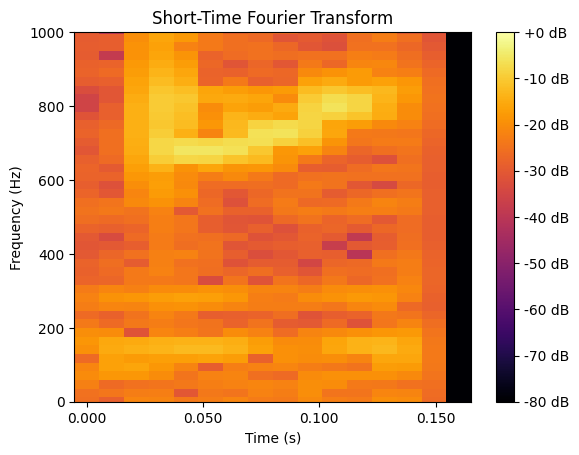 Short-Time Fourier Transform
1000
800
600
400
200
0
Frequency (Hz)
0.000
0.050
0.100
0.150
Time (s)
+0 dB
-10 dB
-20 dB
-30 dB
-40 dB
-50 dB
-60 dB
-70 dB
-80 dB